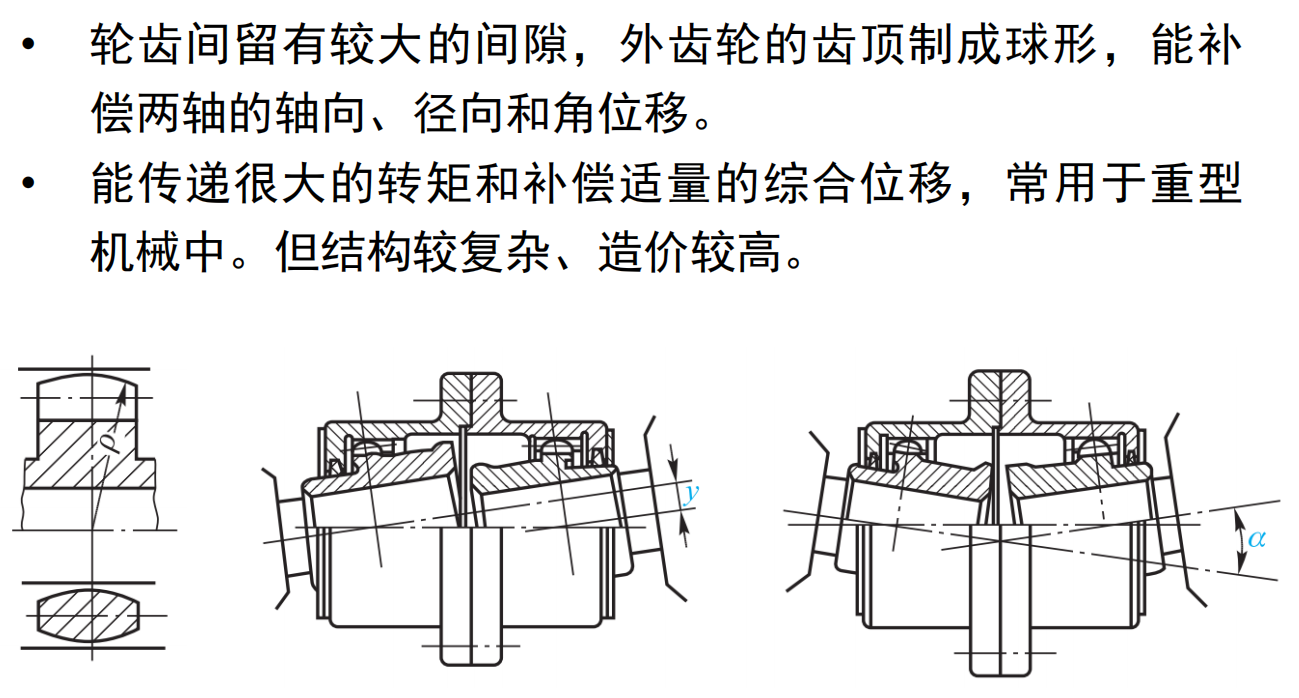 • 轮齿间留有较大的间隙，外齿轮的齿顶制成球形，能补
偿两轴的轴向、径向和角位移。
• 能传递很大的转矩和补偿适量的综合位移，常用于重型
机械中。但结构较复杂、造价较高。
ρ
y
α